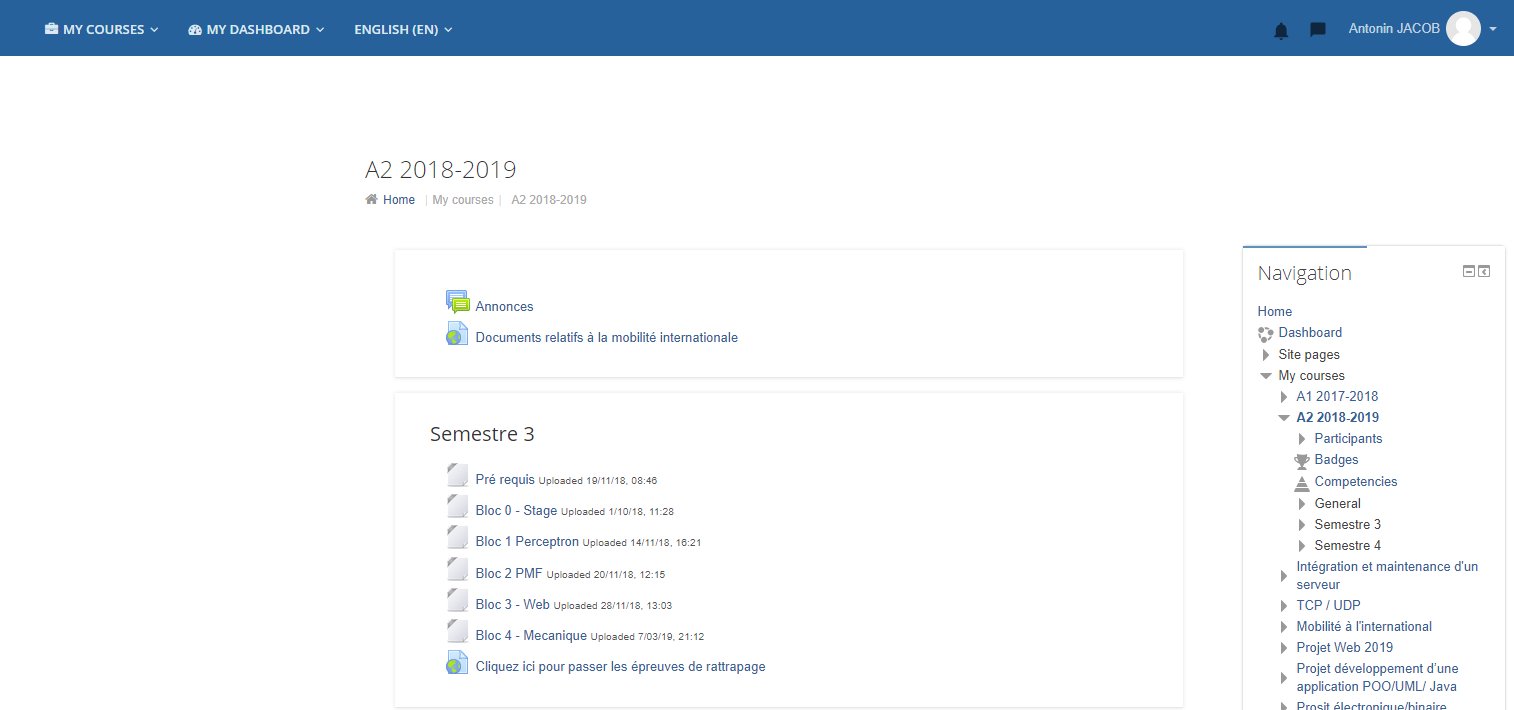 MY COURSES MY DASHBOARD ENGLISH (EN) Antonin JACOB
A2 2018-2019
Home | My courses | A2 2018-2019
Annonces
Documents relatifs à la mobilité internationale
Semestre 3
Pré requis Uploaded 19/11/18, 08:46
Bloc 0 - Stage Uploaded 1/10/18, 11:28
Bloc 1 Perceptron Uploaded 14/11/18, 16:21
Bloc 2 PMF Uploaded 20/11/18, 12:15
Bloc 3 - Web Uploaded 28/11/18, 13:03
Bloc 4 - Mecanique Uploaded 7/03/19, 21:12
Cliquez ici pour passer les épreuves de rattrapage
Navigation
Home
Dashboard
Site pages
My courses
A1 2017-2018
A2 2018-2019
Participants
Badges
Competencies
General
Semestre 3
Semestre 4
Intégration et maintenance d'un
serveur
TCP / UDP
Mobilité à l'international
Projet Web 2019
Projet développement d'une
application POO/UML/ Java
Prosit électronique/binaire